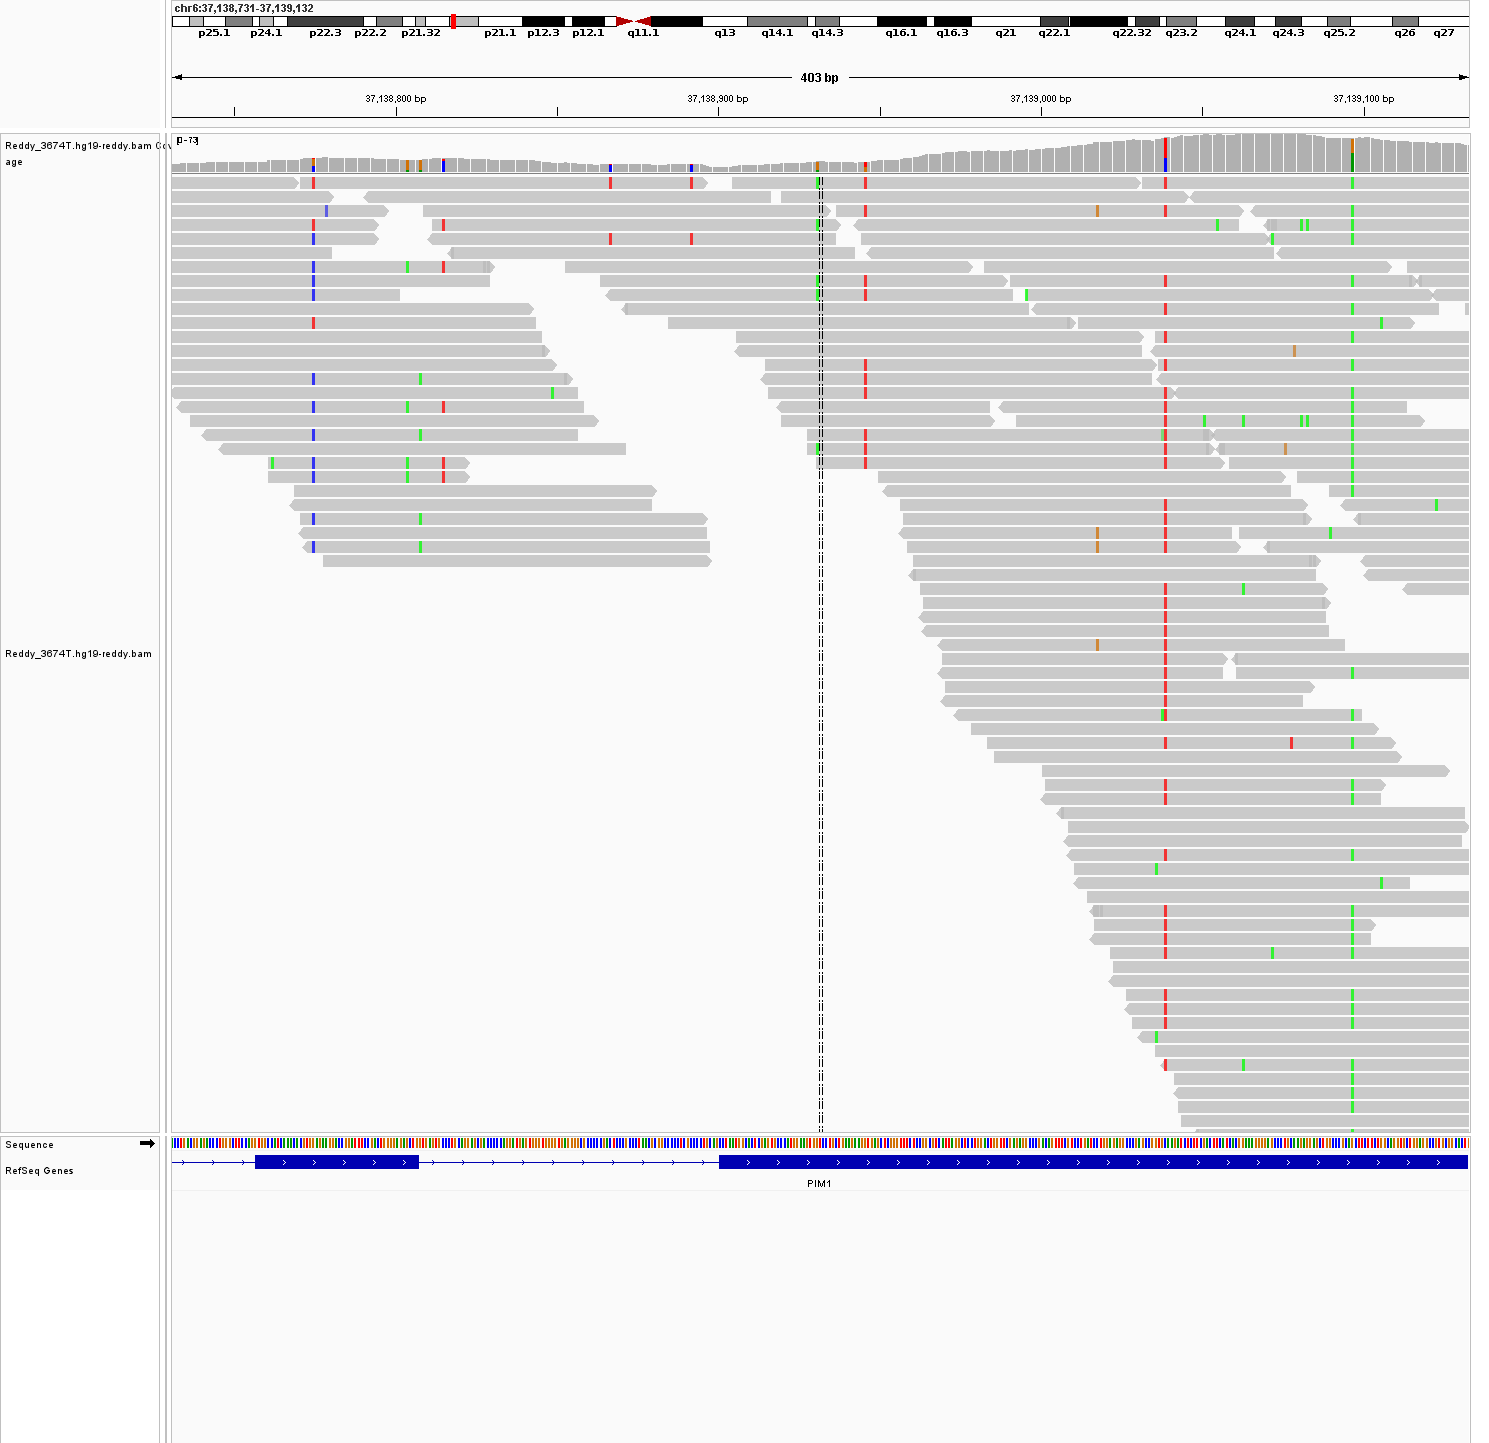 chr6:37,138,731-37,139,132
p25.1 p24.1 p22.3 p22.2 p21.32 p21.1 p12.3 p12.1 q11.1 q13 q14.1 q14.3 q16.1 q16.3 q21 q22.1 q22.32 q23.2 q24.1 q24.3 q25.2 q26 q27
403 bp
37,138,800 bp 37,138,900 bp 37,139,000 bp 37,139,100 bp
[0-73]
Reddy_3674T.hg19-reddy.bam Cov
age
Reddy_3674T.hg19-reddy.bam
Sequence
RefSeq Genes
PIM1